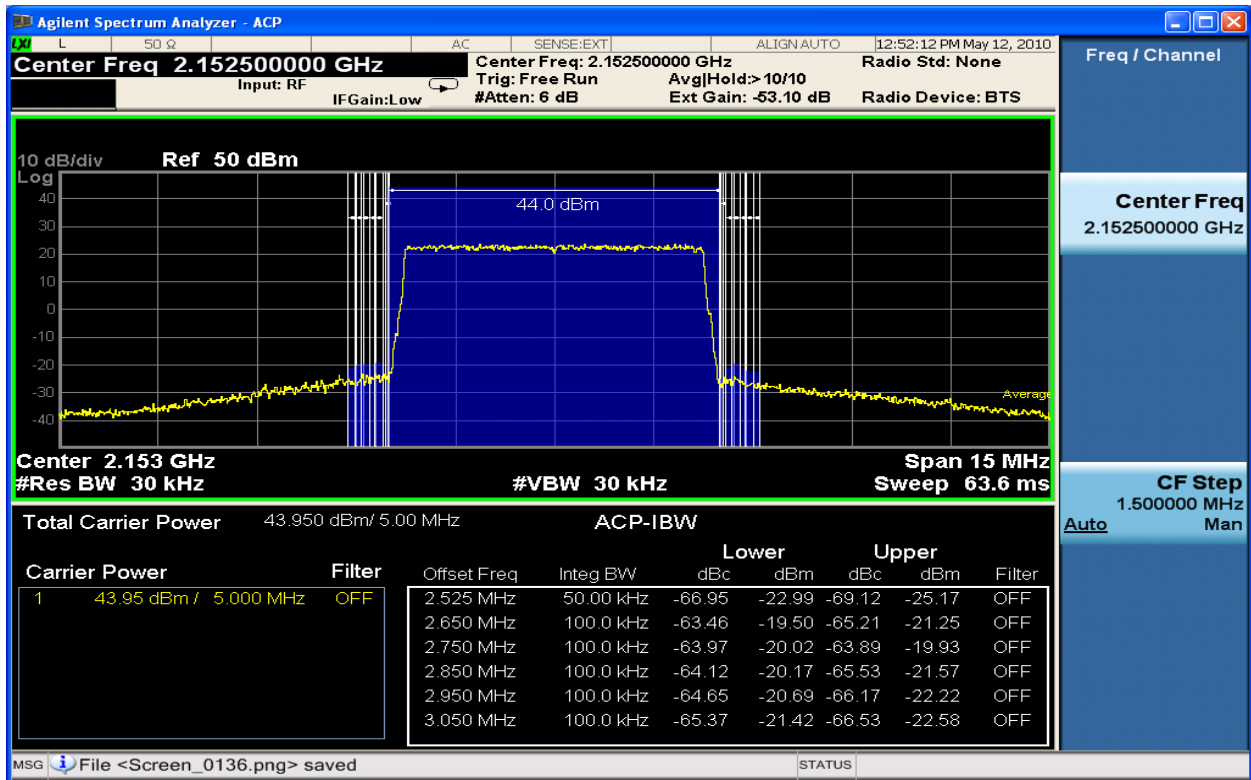 Agilent Spectrum Analyzer - ACP
LXI L 50 Ω AC SENSE:EXT ALIGN AUTO 12:52:12 PM May 12, 2010
Center Freq 2.152500000 GHz
Input: RF
IFGain:Low
Center Freq: 2.152500000 GHz
Trig: Free Run Avg|Hold:> 10/10
#Atten: 6 dB Ext Gain: -53.10 dB
Radio Std: None
Radio Device: BTS
10 dB/div Ref 50 dBm
Log
40
30
20
10
0
-10
-20
-30
-40
44.0 dBm
Average
Center 2.153 GHz Span 15 MHz
#Res BW 30 kHz #VBW 30 kHz Sweep 63.6 ms
Total Carrier Power 43.950 dBm/ 5.00 MHz ACP-IBW
Carrier Power Filter
1 43.95 dBm / 5.000 MHz OFF
Lower Upper
Offset Freq Integ BW dBc dBm dBc dBm Filter
2.525 MHz 50.00 kHz -66.95 -22.99 -69.12 -25.17 OFF
2.650 MHz 100.0 kHz -63.46 -19.50 -65.21 -21.25 OFF
2.750 MHz 100.0 kHz -63.97 -20.02 -63.89 -19.93 OFF
2.850 MHz 100.0 kHz -64.12 -20.17 -65.53 -21.57 OFF
2.950 MHz 100.0 kHz -64.65 -20.69 -66.17 -22.22 OFF
3.050 MHz 100.0 kHz -65.37 -21.42 -66.53 -22.58 OFF
MSG File <Screen_0136.png> saved STATUS
Freq / Channel
Center Freq
2.152500000 GHz
CF Step
1.500000 MHz
Auto Man